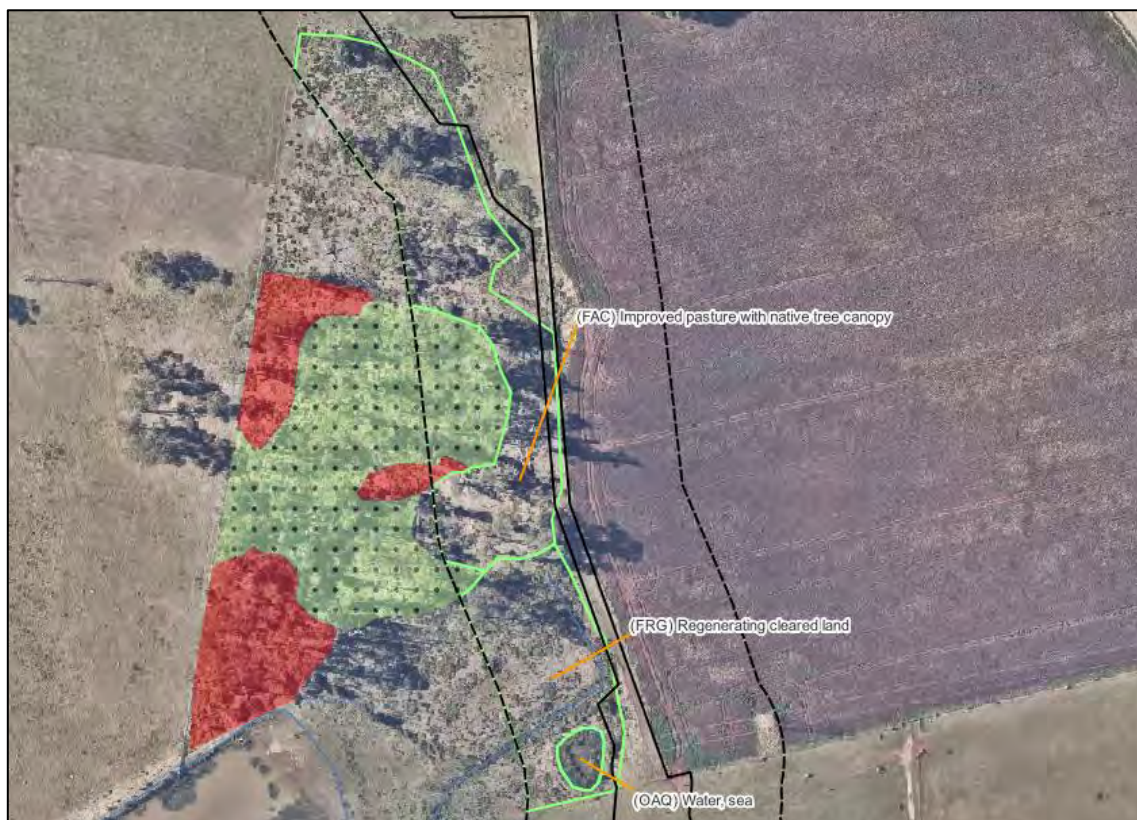 (FAC) Improved pasture with native tree canopy
(FRG) Regenerating cleared land
(OAQ) Water, sea